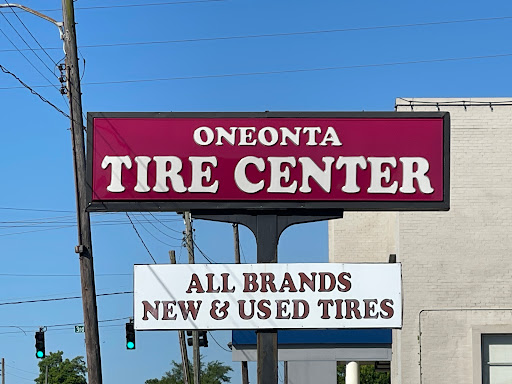 ONEONTA
TIRE CENTER
ALL BRANDS
NEW & USED TIRES